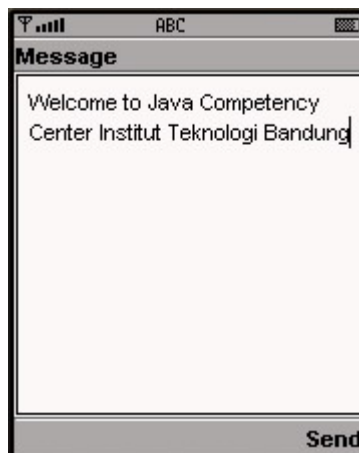 ABC
Message
Welcome to Java Competency
Center Institut Teknologi Bandung
Send